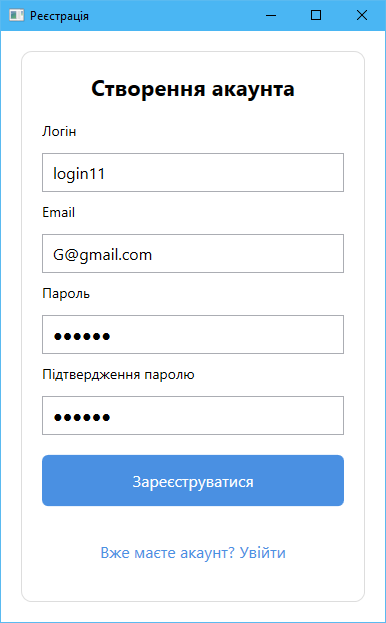 Реєстрація
Створення акаунта
Логін
login11
Email
G@gmail.com
Пароль
●●●●●●
Підтвердження паролю
●●●●●●
Зареєструватися
Вже маєте акаунт? Увійти